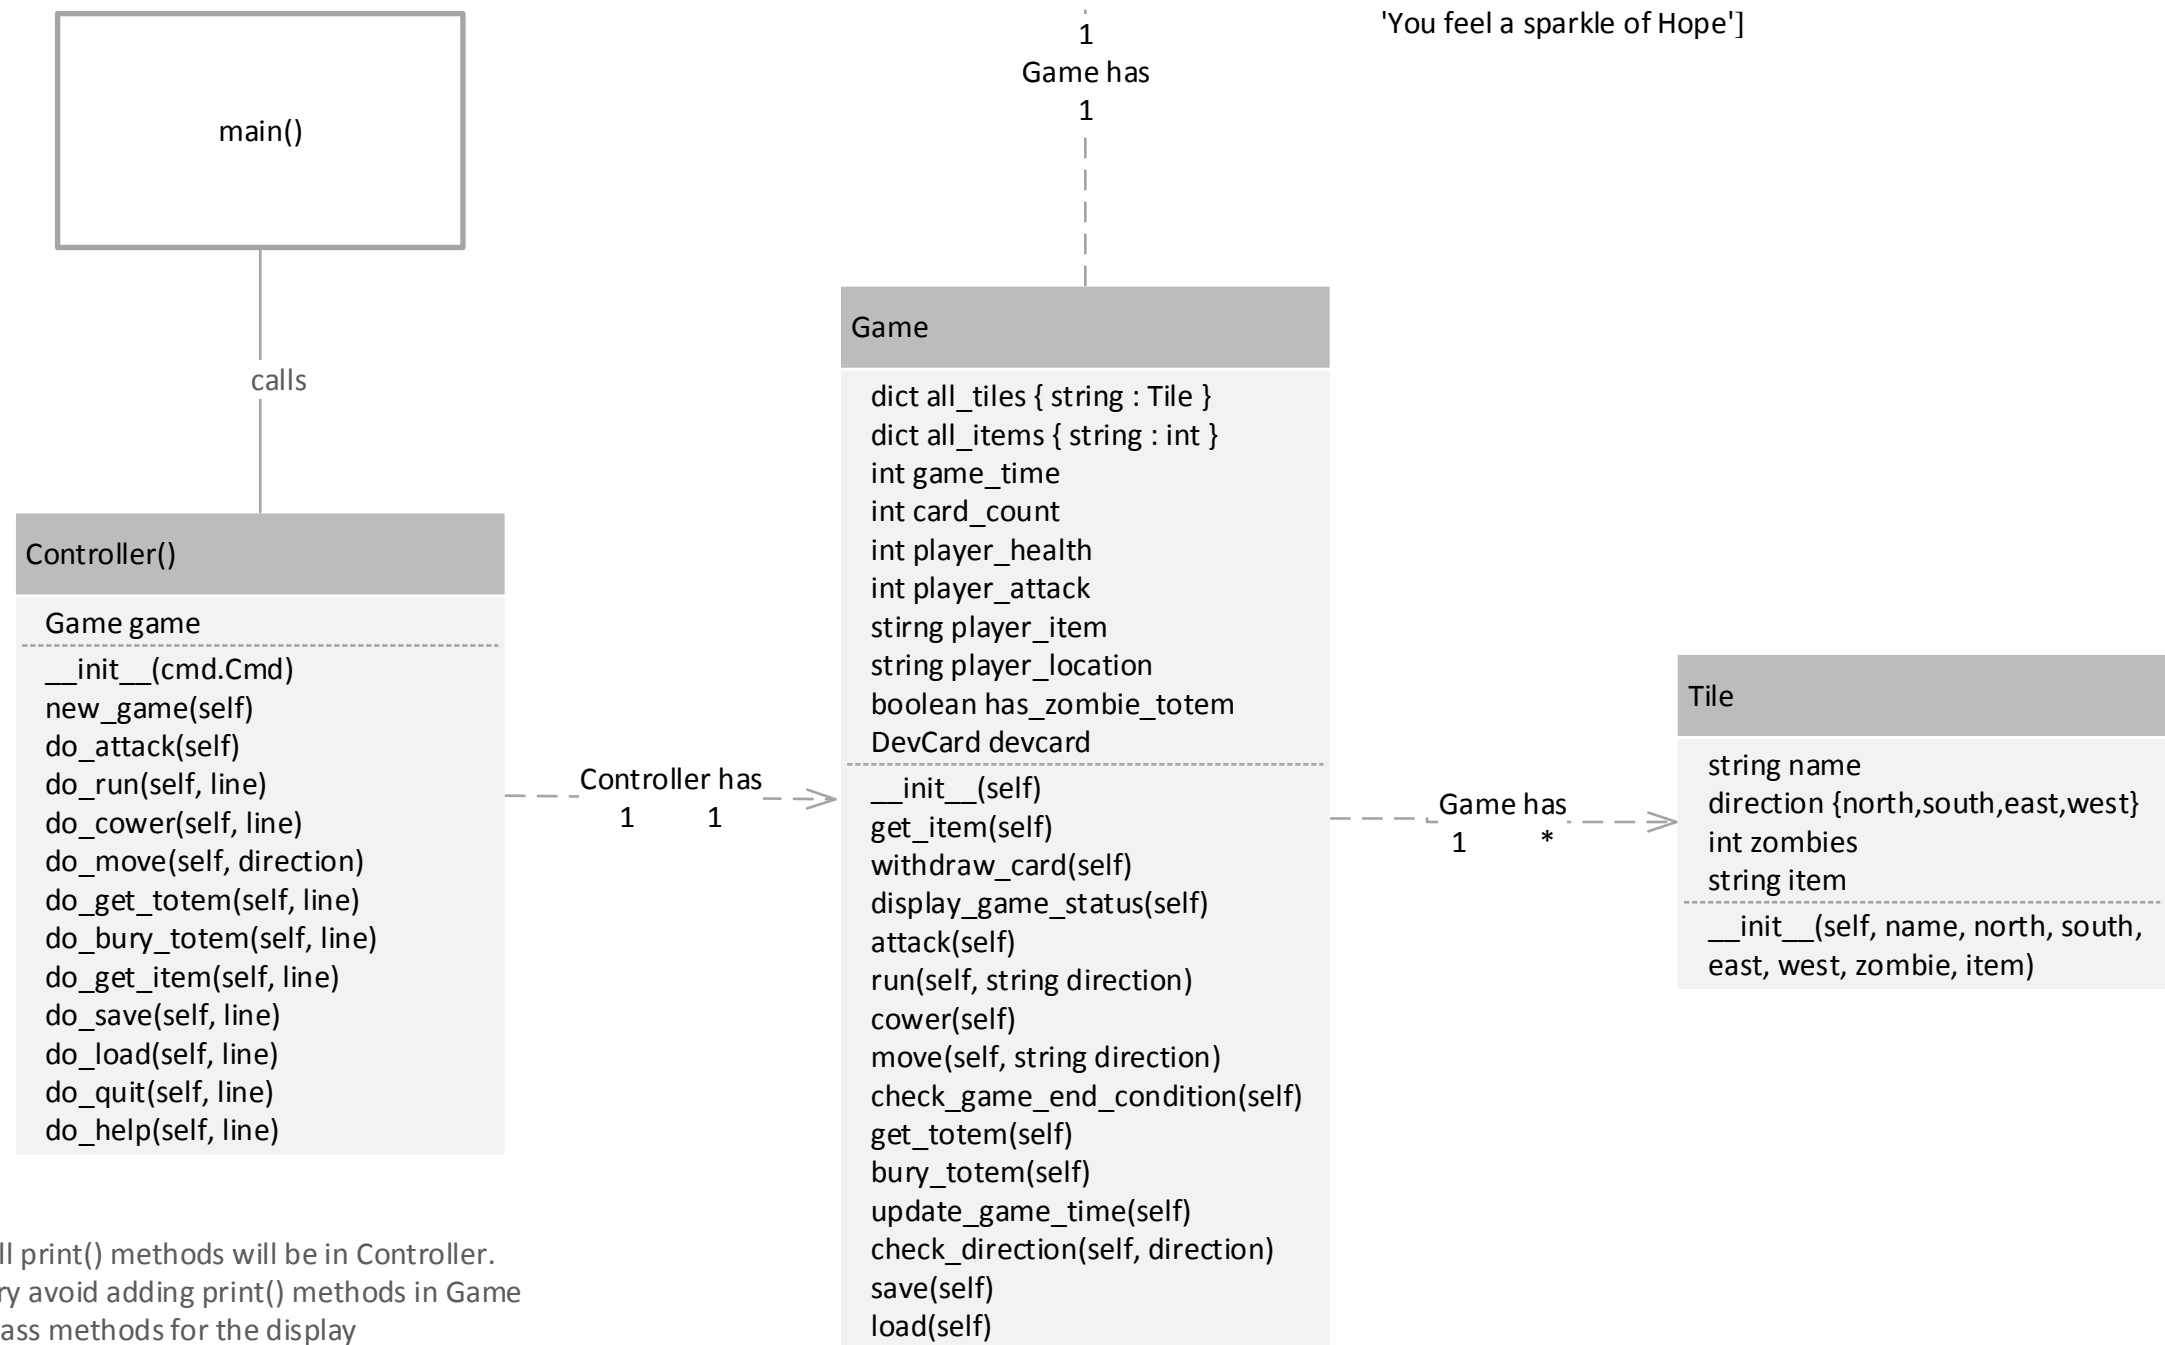 'You feel a sparkle of Hope']
1
Game has
1
main()
calls
Controller()
Game game
__init__(cmd.Cmd)
new_game(self)
do_attack(self)
do_run(self, line)
do_cower(self, line)
do_move(self, direction)
do_get_totem(self, line)
do_bury_totem(self, line)
do_get_item(self, line)
do_save(self, line)
do_load(self, line)
do_quit(self, line)
do_help(self, line)
Controller has
1 1
Game
dict all_tiles { string : Tile }
dict all_items { string : int }
int game_time
int card_count
int player_health
int player_attack
stirng player_item
string player_location
boolean has_zombie_totem
DevCard devcard
__init__(self)
get_item(self)
withdraw_card(self)
display_game_status(self)
attack(self)
run(self, string direction)
cower(self)
move(self, string direction)
check_game_end_condition(self)
get_totem(self)
bury_totem(self)
update_game_time(self)
check_direction(self, direction)
save(self)
load(self)
Game has
1 *
Tile
string name
direction {north,south,east,west}
int zombies
string item
__init__(self, name, north, south,
east, west, zombie, item)
ll print() methods will be in Controller.
ry avoid adding print() methods in Game
ass methods for the display